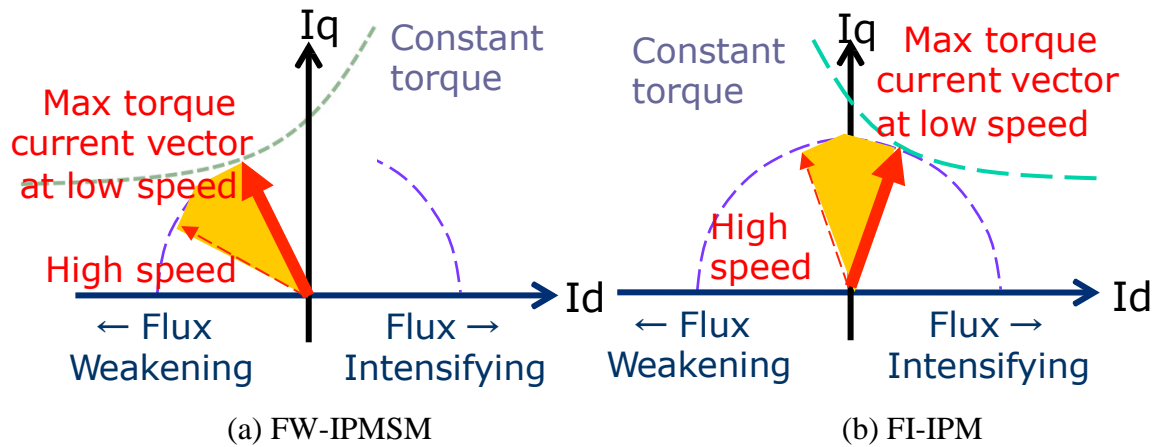 Iq
Constant
torque
Max torque
current vector
at low speed
High speed
Id
← Flux
Weakening
Flux →
Intensifying
(a) FW-IPMSM
Iq
Constant
torque
Max torque
current vector
at low speed
High
speed
Id
← Flux
Weakening
Flux →
Intensifying
(b) FI-IPM